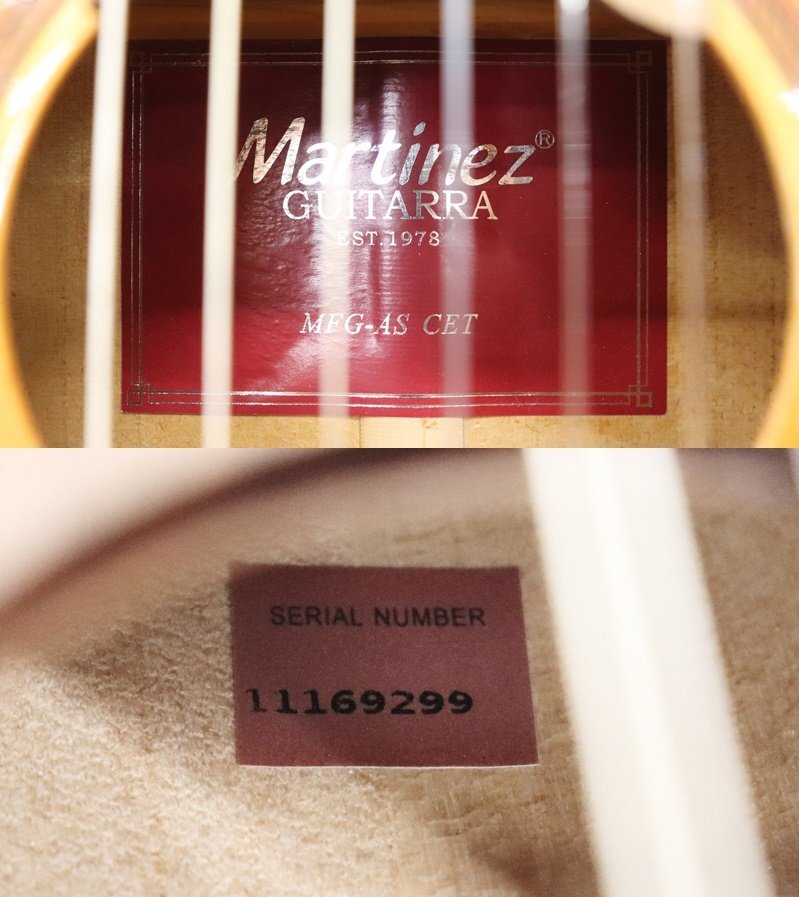 Martinez®
GUITARRA
EST.1978
MFG-AS CET
SERIAL NUMBER
11169299